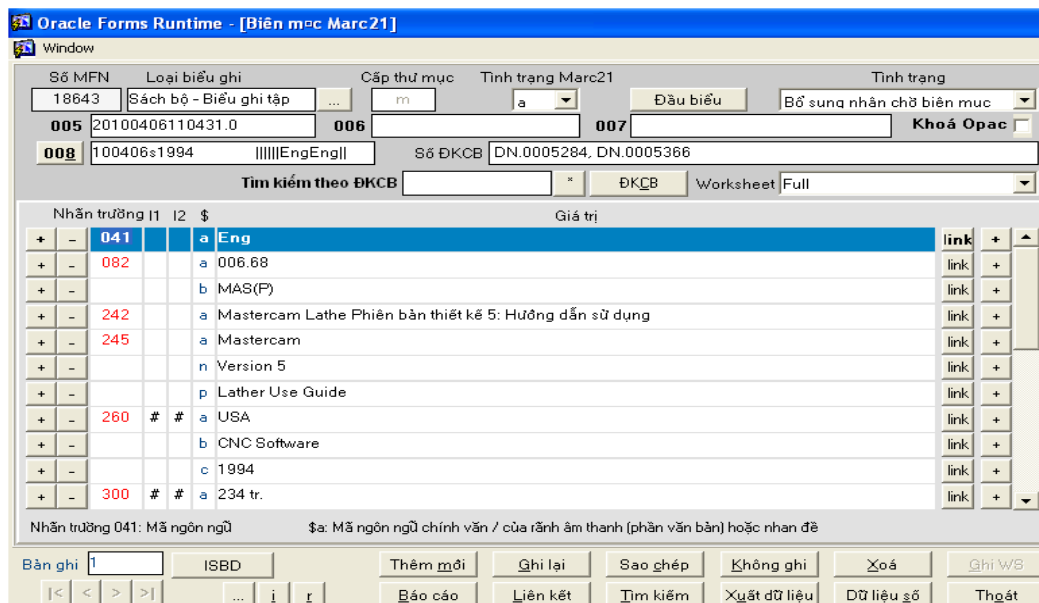 Oracle Forms Runtime - [Biên m¤c Marc21]
Window
Số MFN Loại biểu ghi Cấp thư mục Tình trạng Marc21 Tình trạng
18643 Sách bộ - Biểu ghi tập ... m a Đầu biểu Bổ sung nhận chờ biên mục
005 20100406110431.0 006 007 Khoá Opac
008 100406s1994 ||||||EngEng|| Số ĐKCB DN.0005284, DN.0005366
Tìm kiếm theo ĐKCB * ĐKCB Worksheet Full
Nhãn trường I1 I2 $ Giá trị
+ - 041 a Eng link +
+ - 082 a 006.68 link +
+ - b MAS(P) link +
+ - 242 a Mastercam Lathe Phiên bản thiết kế 5: Hướng dẫn sử dụng link +
+ - 245 a Mastercam link +
+ - n Version 5 link +
+ - p Lather Use Guide link +
+ - 260 # # a USA link +
+ - b CNC Software link +
+ - c 1994 link +
+ - 300 # # a 234 tr. link +
Nhãn trường 041: Mã ngôn ngữ $a: Mã ngôn ngữ chính văn / của rãnh âm thanh (phần văn bản) hoặc nhan đề
Bản ghi 1 ISBD Thêm mới Ghi lại Sao chép Không ghi Xoá Ghi WS
|< < > >| ... i r Báo cáo Liên kết Tìm kiếm Xuất dữ liệu Dữ liệu số Thoát